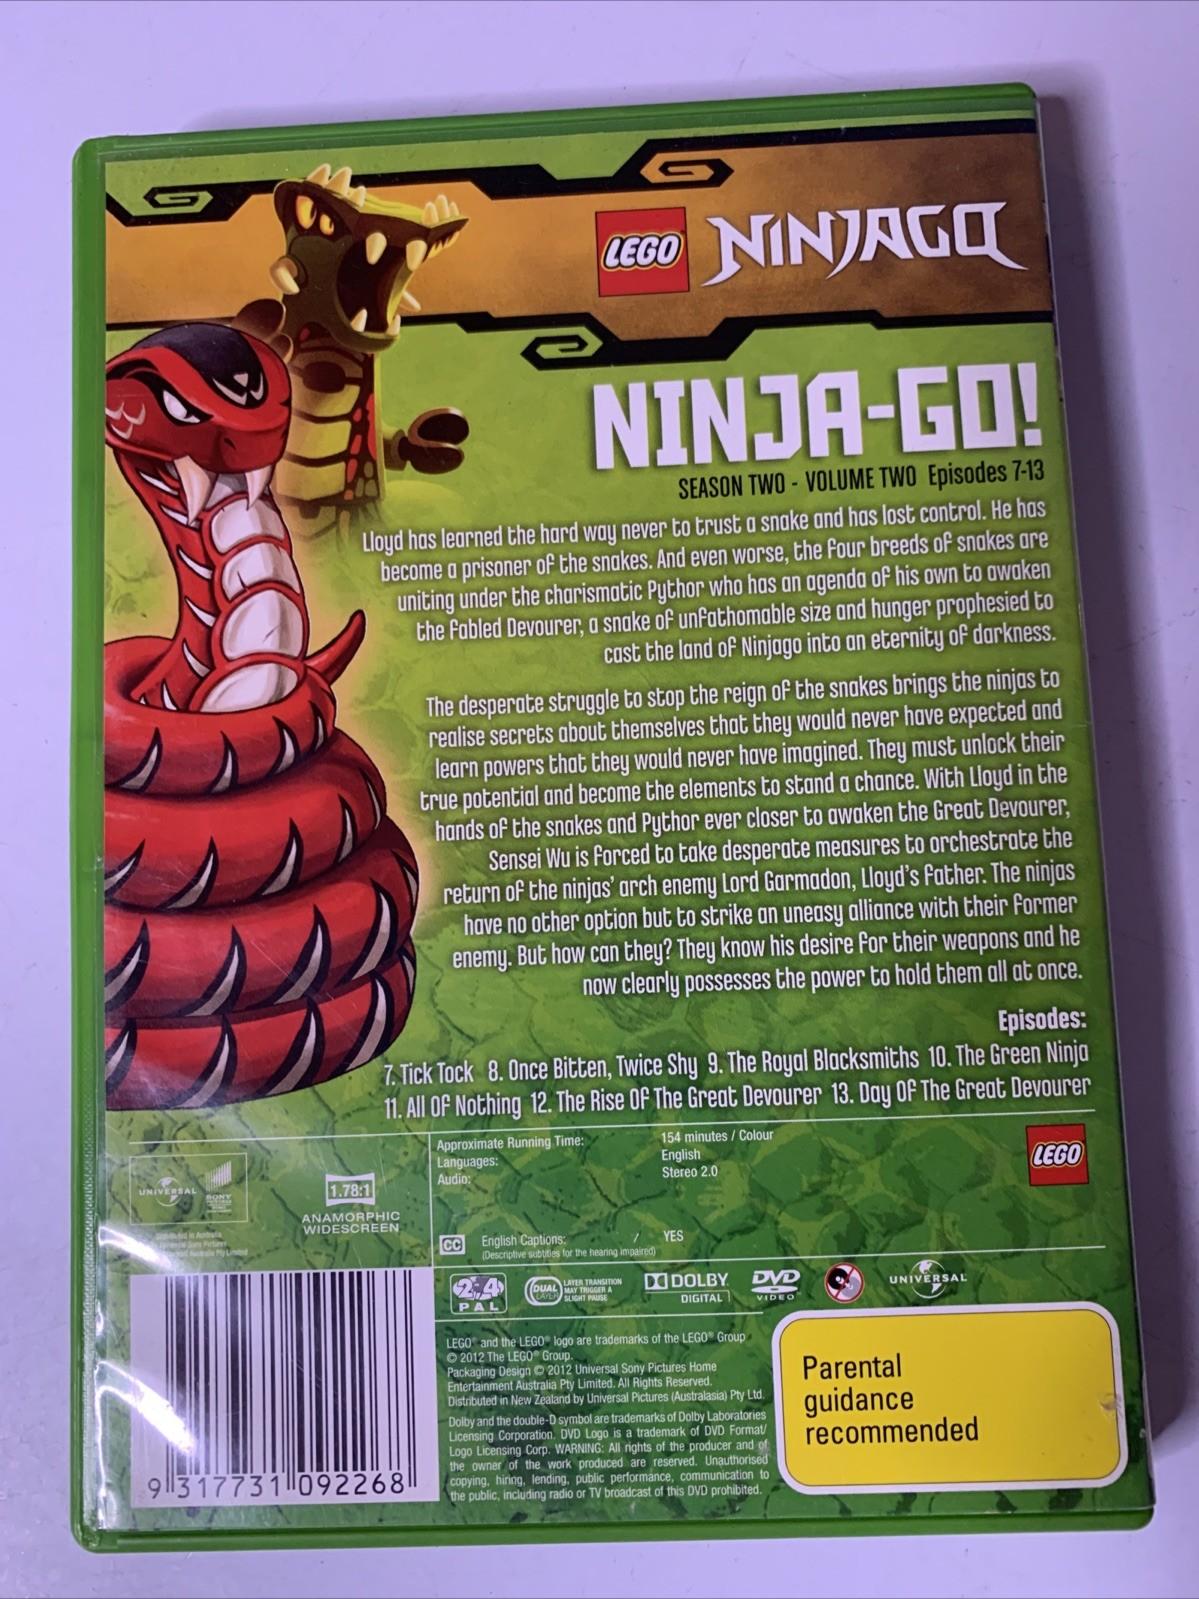 LEGO NINJAGO
NINJA-GO!
SEASON TWO - VOLUME TWO Episodes 7-13
Lloyd has learned the hard way never to trust a snake and has lost control. He has
become a prisoner of the snakes. And even worse, the four breeds of snakes are
uniting under the charismatic Pythor who has an agenda of his own to awaken
the fabled Devourer, a snake of unfathomable size and hunger prophesied to
cast the land of Ninjago into an eternity of darkness.
The desperate struggle to stop the reign of the snakes brings the ninjas to
realise secrets about themselves that they would never have expected and
learn powers that they would never have imagined. They must unlock their
true potential and become the elements to stand a chance. With Lloyd in the
hands of the snakes and Pythor ever closer to awaken the Great Devourer,
Sensei Wu is forced to take desperate measures to orchestrate the
return of the ninjas' arch enemy Lord Garmadon, Lloyd's father. The ninjas
have no other option but to strike an uneasy alliance with their former
enemy. But how can they? They know his desire for their weapons and he
now clearly possesses the power to hold them all at once.
Episodes:
7. Tick Tock 8. Once Bitten, Twice Shy 9. The Royal Blacksmiths 10. The Green Ninja
11. All Of Nothing 12. The Rise Of The Great Devourer 13. Day Of The Great Devourer
UNIVERSAL
SONY
1.78:1
ANAMORPHIC
WIDESCREEN
Approximate Running Time: 154 minutes / Colour
Languages: English
Audio: Stereo 2.0
LEGO
CC English Captions: / YES
(Descriptive subtitles for the hearing impaired)
2 4
PAL
DUAL LAYER
LAYER TRANSITION
MAY TRIGGER A
SLIGHT PAUSE
DOLBY
DIGITAL
DVD
VIDEO
UNIVERSAL
LEGO® and the LEGO® logo are trademarks of the LEGO® Group
© 2012 The LEGO® Group.
Packaging Design © 2012 Universal Sony Pictures Home
Entertainment Australia Pty Limited. All Rights Reserved.
Distributed in New Zealand by Universal Pictures (Australasia) Pty Ltd.
Dolby and the double-D symbol are trademarks of Dolby Laboratories
Licensing Corporation. DVD Logo is a trademark of DVD Format/
Logo Licensing Corp. WARNING: All rights of the producer and of
the owner of the work produced are reserved. Unauthorised
copying, hiring, lending, public performance, communication to
the public, including radio or TV broadcast of this DVD prohibited.
Parental
guidance
recommended
9 317731 092268